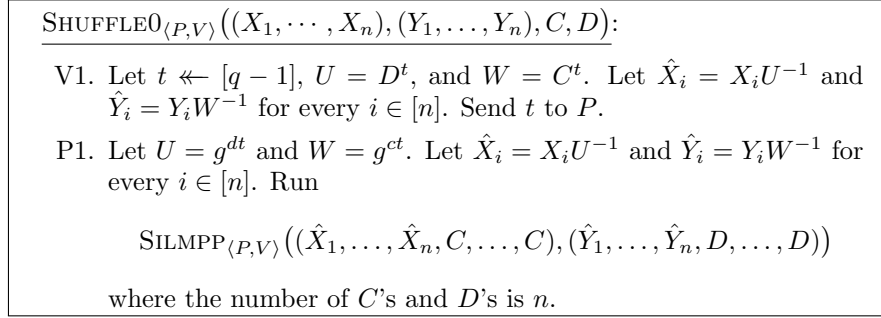 SHUFFLE0⟨P,V⟩((X₁, ⋯, Xₙ), (Y₁, …, Yₙ), C, D):
V1. Let t ↞ [q − 1], U = Dᵗ, and W = Cᵗ. Let X̂ᵢ = XᵢU⁻¹ and
Ŷᵢ = YᵢW⁻¹ for every i ∈ [n]. Send t to P.
P1. Let U = gᵈᵗ and W = gᶜᵗ. Let X̂ᵢ = XᵢU⁻¹ and Ŷᵢ = YᵢW⁻¹ for
every i ∈ [n]. Run
SILMPP⟨P,V⟩((X̂₁, …, X̂ₙ, C, …, C), (Ŷ₁, …, Ŷₙ, D, …, D))
where the number of C's and D's is n.